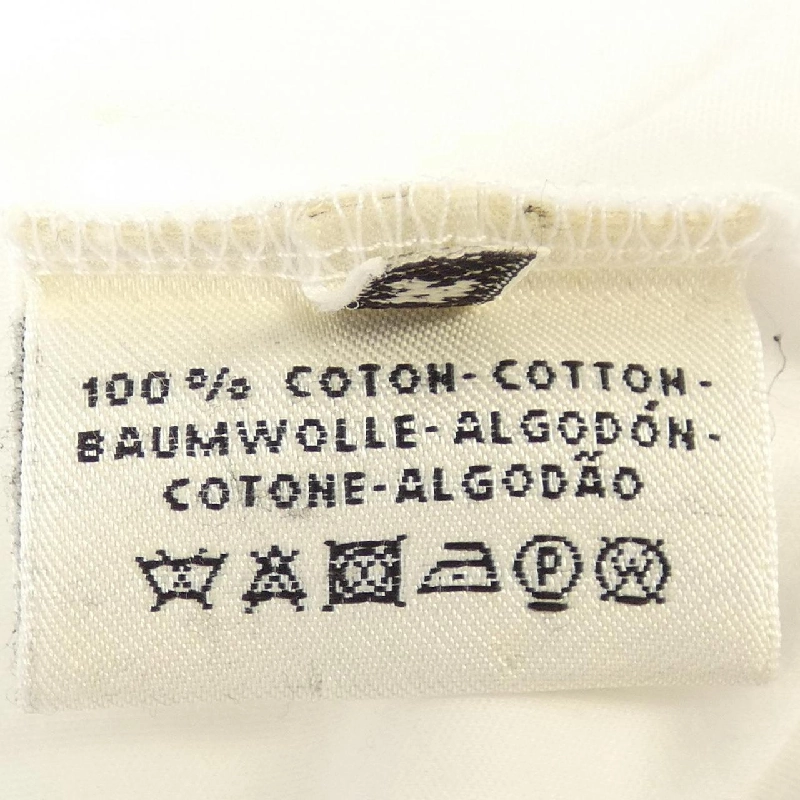 100 % COTON - COTTON -
BAUMWOLLE - ALGODÓN -
COTONE - ALGODÃO
P W